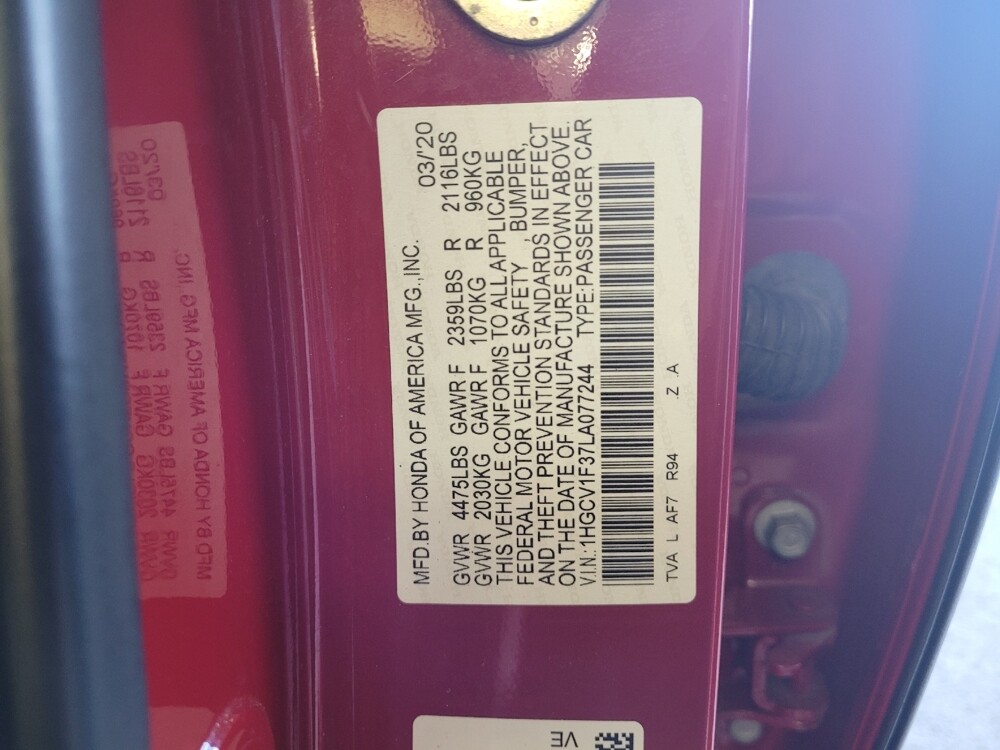 MFD.BY HONDA OF AMERICA MFG.,INC. 03/'20
GVWR 4475LBS GAWR F 2359LBS R 2116LBS
GVWR 2030KG GAWR F 1070KG R 960KG
THIS VEHICLE CONFORMS TO ALL APPLICABLE
FEDERAL MOTOR VEHICLE SAFETY , BUMPER,
AND THEFT PREVENTION STANDARDS IN EFFECT
ON THE DATE OF MANUFACTURE SHOWN ABOVE.
V.I.N.:1HGCV1F37LA077244 TYPE:PASSENGER CAR
TVA L AF7 R94 .Z .A
VE